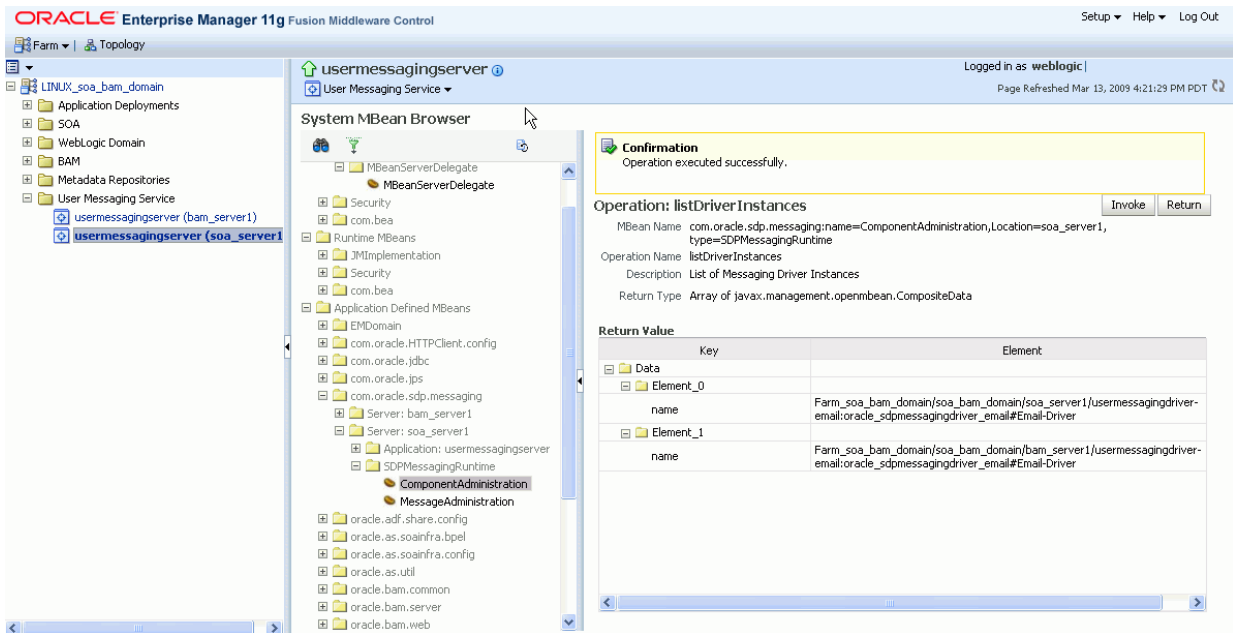 ORACLE Enterprise Manager 11g Fusion Middleware Control
Setup Help Log Out
Farm | Topology
LINUX_soa_bam_domain
Application Deployments
SOA
WebLogic Domain
BAM
Metadata Repositories
User Messaging Service
usermessagingserver (bam_server1)
usermessagingserver (soa_server1
usermessagingserver
User Messaging Service
Logged in as weblogic|
Page Refreshed Mar 13, 2009 4:21:29 PM PDT
System MBean Browser
MBeanServerDelegate
MBeanServerDelegate
Security
com.bea
Runtime MBeans
JMImplementation
Security
com.bea
Application Defined MBeans
EMDomain
com.oracle.HTTPClient.config
com.oracle.jdbc
com.oracle.jps
com.oracle.sdp.messaging
Server: bam_server1
Server: soa_server1
Application: usermessagingserver
SDPMessagingRuntime
ComponentAdministration
MessageAdministration
oracle.adf.share.config
oracle.as.soainfra.bpel
oracle.as.soainfra.config
oracle.as.util
oracle.bam.common
oracle.bam.server
oracle.bam.web
Confirmation
Operation executed successfully.
Operation: listDriverInstances
Invoke Return
MBean Name com.oracle.sdp.messaging:name=ComponentAdministration,Location=soa_server1,
type=SDPMessagingRuntime
Operation Name listDriverInstances
Description List of Messaging Driver Instances
Return Type Array of javax.management.openmbean.CompositeData
Return Value
Key Element
Data
Element_0
name Farm_soa_bam_domain/soa_bam_domain/soa_server1/usermessagingdriver-
email:oracle_sdpmessagingdriver_email#Email-Driver
Element_1
name Farm_soa_bam_domain/soa_bam_domain/bam_server1/usermessagingdriver-
email:oracle_sdpmessagingdriver_email#Email-Driver